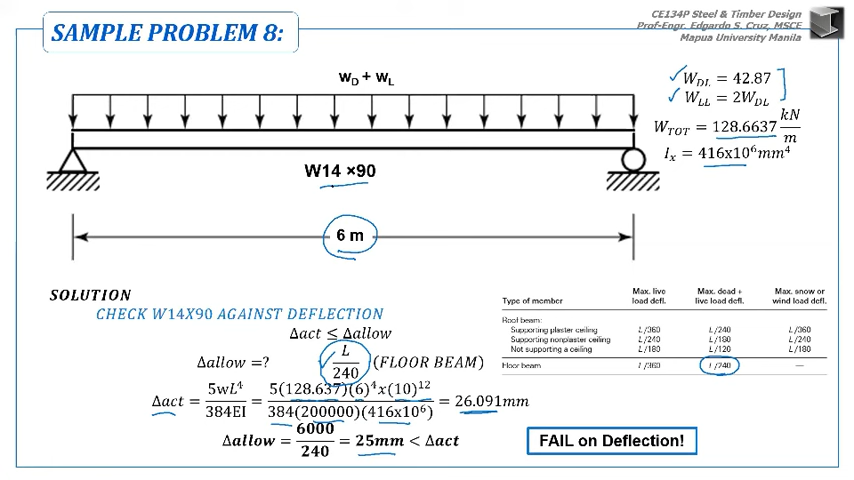 CE134P Steel & Timber Design
Prof-Engr. Edgardo S. Cruz, MSCE
Mapua University Manila
SAMPLE PROBLEM 8:
w_D + w_L
W_DL = 42.87
W_LL = 2W_DL
W_TOT = 128.6637 kN/m
I_x = 416x10^6 mm^4
W14 ×90
6 m
SOLUTION
CHECK W14X90 AGAINST DEFLECTION
Δact ≤ Δallow
Δallow =? L/240 (FLOOR BEAM)
Δact = 5wL^4/384EI = 5(128.637)(6)^4x(10)^12/384(200000)(416x10^6) = 26.091mm
Δallow = 6000/240 = 25mm < Δact
Type of member Max. live load defl. Max. dead + live load defl. Max. snow or wind load defl.
Roof beam:
Supporting plaster ceiling L/360 L/240 L/360
Supporting nonplaster ceiling L/240 L/180 L/240
Not supporting a ceiling L/180 L/120 L/180
Floor beam L/360 L/240 —
FAIL on Deflection!